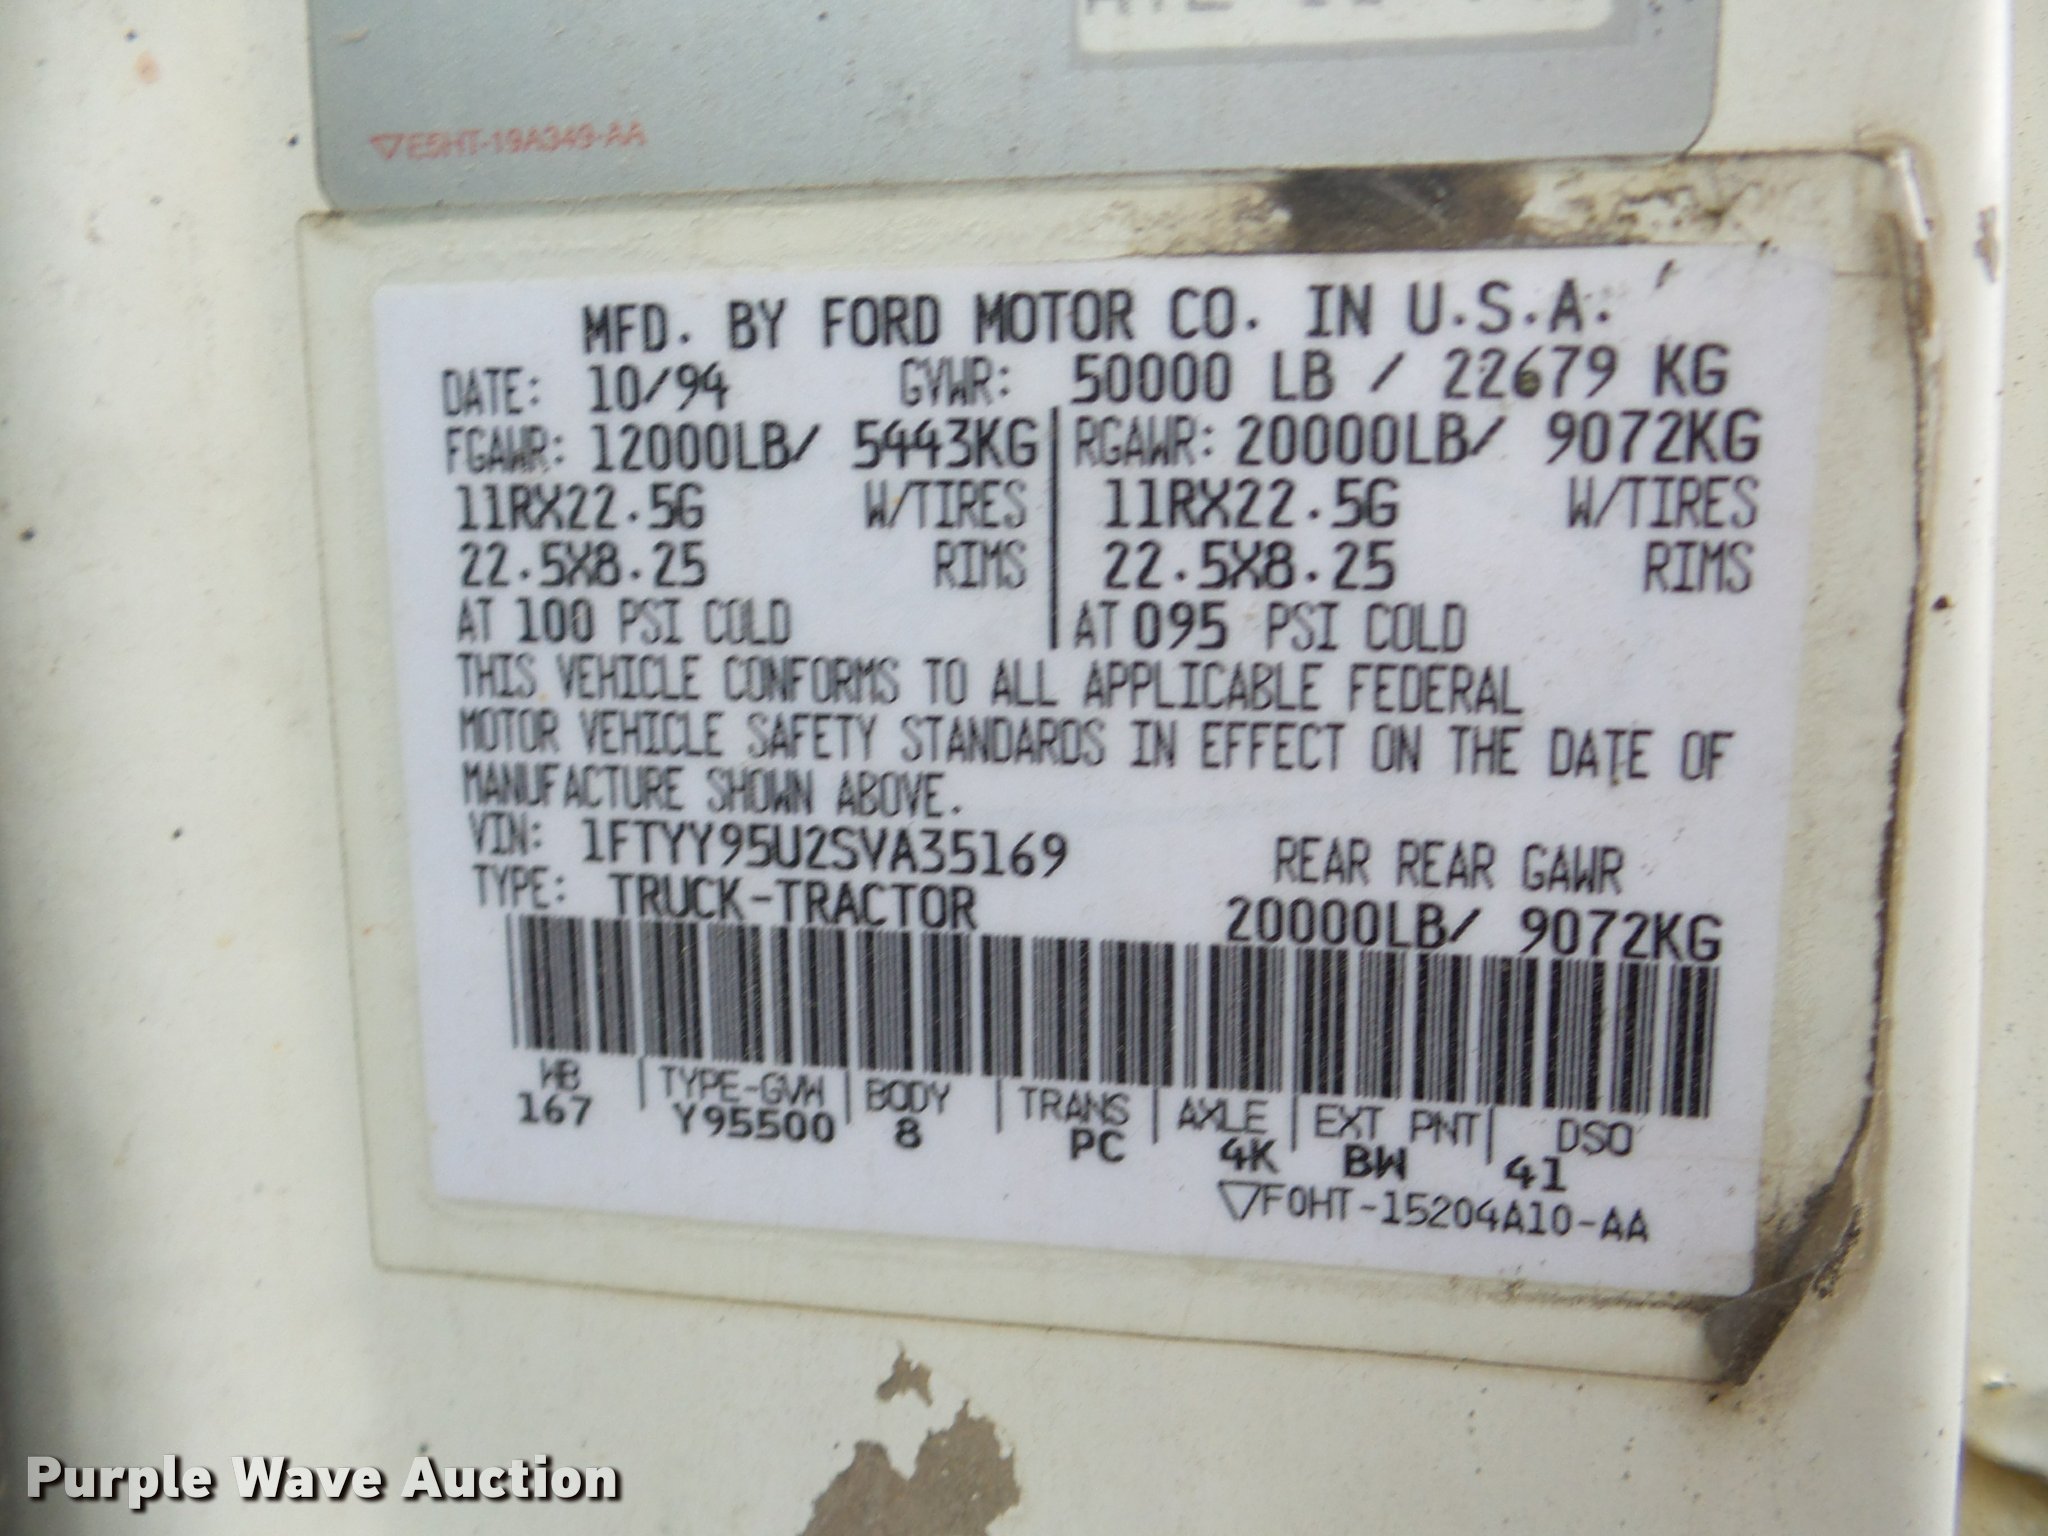 ▽E5HT-19A349-AA
MFD. BY FORD MOTOR CO. IN U.S.A.
DATE: 10/94 GVWR: 50000 LB / 22679 KG
FGAWR: 12000LB/ 5443KG RGAWR: 20000LB/ 9072KG
11RX22.5G W/TIRES 11RX22.5G W/TIRES
22.5X8.25 RIMS 22.5X8.25 RIMS
AT 100 PSI COLD AT 095 PSI COLD
THIS VEHICLE CONFORMS TO ALL APPLICABLE FEDERAL
MOTOR VEHICLE SAFETY STANDARDS IN EFFECT ON THE DATE OF
MANUFACTURE SHOWN ABOVE.
VIN: 1FTYY95U2SVA35169 REAR REAR GAWR
TYPE: TRUCK-TRACTOR 20000LB/ 9072KG
WB | TYPE-GVW | BODY | TRANS | AXLE | EXT PNT | DSO
167 Y95500 8 PC 4K BW 41
▽F0HT-15204A10-AA
Purple Wave Auction